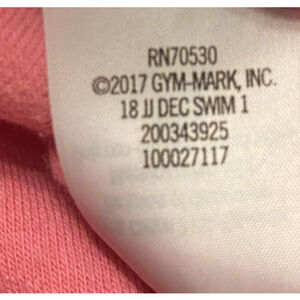 RN70530
©2017 GYM-MARK, INC.
18 JJ DEC SWIM 1
200343925
100027117